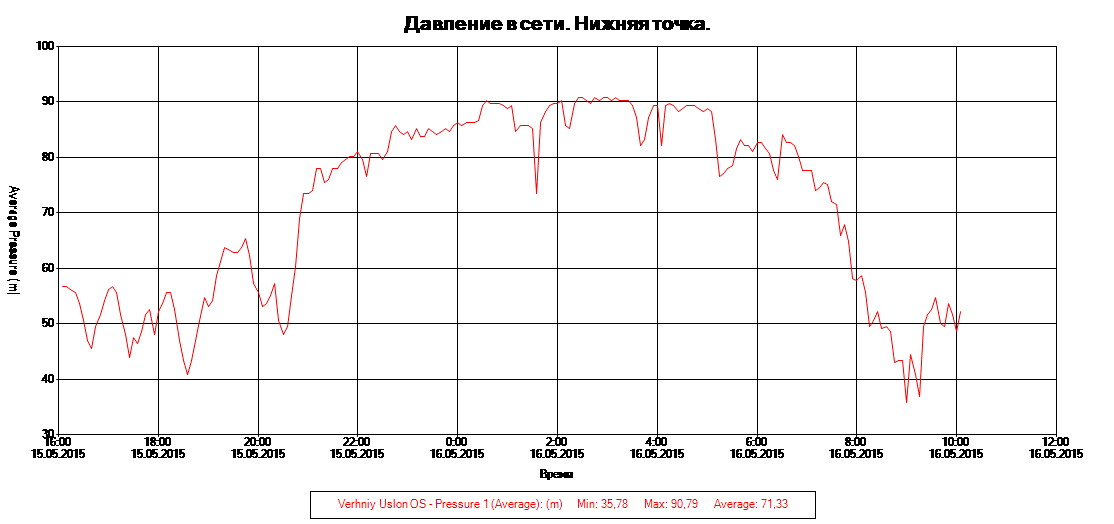 Давление в сети. Нижняя точка.
100
90
80
70
60
50
40
30
Average Pressure (m)
16:00 18:00 20:00 22:00 0:00 2:00 4:00 6:00 8:00 10:00 12:00
15.05.2015 15.05.2015 15.05.2015 15.05.2015 16.05.2015 16.05.2015 16.05.2015 16.05.2015 16.05.2015 16.05.2015 16.05.2015
Время
Verhniy Uslon OS - Pressure 1 (Average): (m) Min: 35,78 Max: 90,79 Average: 71,33